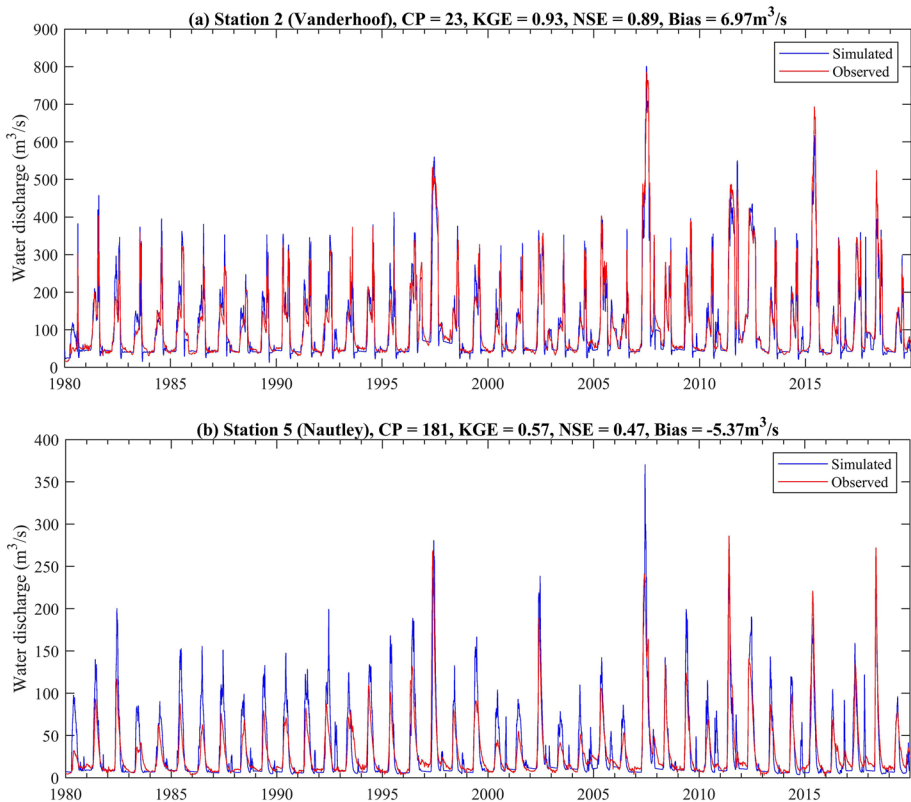 (a) Station 2 (Vanderhoof), CP = 23, KGE = 0.93, NSE = 0.89, Bias = 6.97m³/s
900
800
700
600
500
400
300
200
100
0
Water discharge (m³/s)
Simulated
Observed
1980 1985 1990 1995 2000 2005 2010 2015
(b) Station 5 (Nautley), CP = 181, KGE = 0.57, NSE = 0.47, Bias = -5.37m³/s
400
350
300
250
200
150
100
50
0
Water discharge (m³/s)
Simulated
Observed
1980 1985 1990 1995 2000 2005 2010 2015